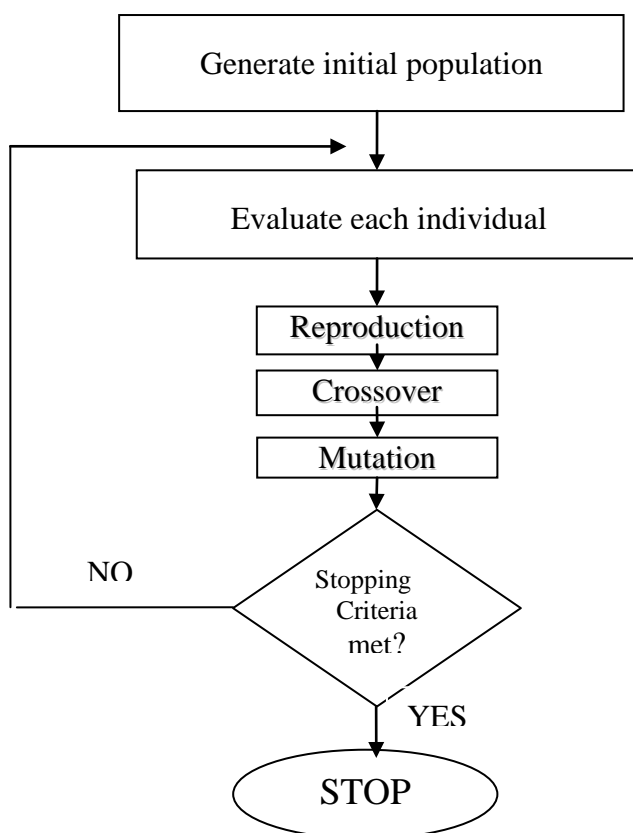 Generate initial population
Evaluate each individual
Reproduction
Crossover
Mutation
NO
Stopping
Criteria
met?
YES
STOP